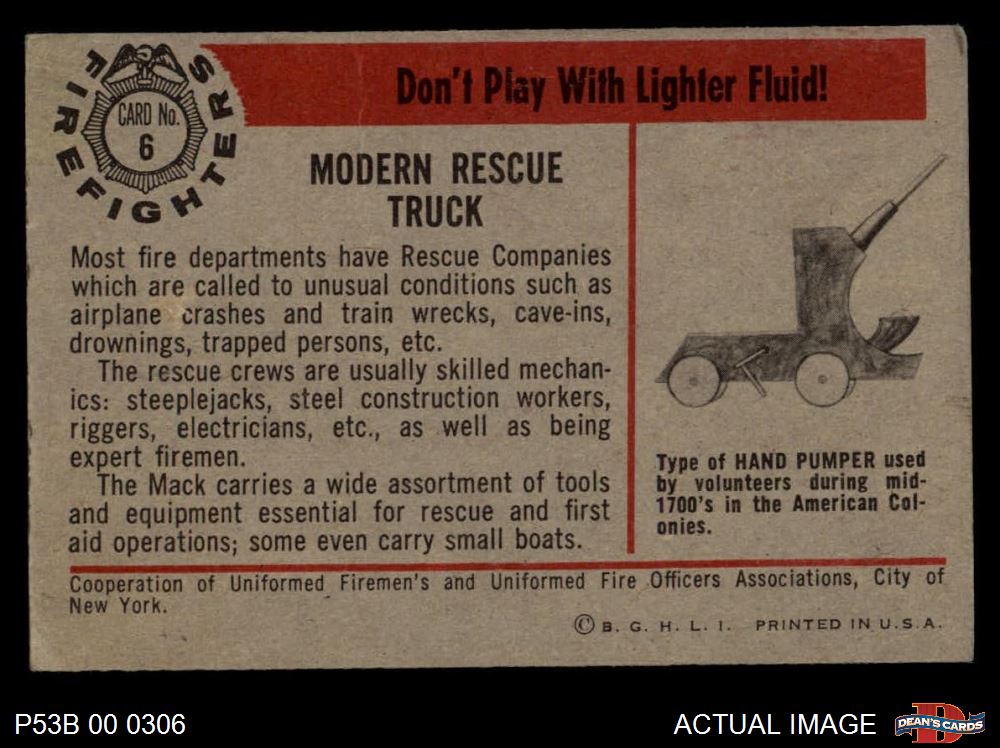 FIREFIGHTERS
CARD No.
6
Don't Play With Lighter Fluid!
MODERN RESCUE
TRUCK
Most fire departments have Rescue Companies
which are called to unusual conditions such as
airplane crashes and train wrecks, cave-ins,
drownings, trapped persons, etc.
The rescue crews are usually skilled mechan-
ics: steeplejacks, steel construction workers,
riggers, electricians, etc., as well as being
expert firemen.
The Mack carries a wide assortment of tools
and equipment essential for rescue and first
aid operations; some even carry small boats.
Type of HAND PUMPER used
by volunteers during mid-
1700's in the American Col-
onies.
Cooperation of Uniformed Firemen's and Uniformed Fire Officers Associations, City of
New York.
© B. G. H. L. I. PRINTED IN U.S.A.
P53B 00 0306
ACTUAL IMAGE
D
DEAN'S CARDS